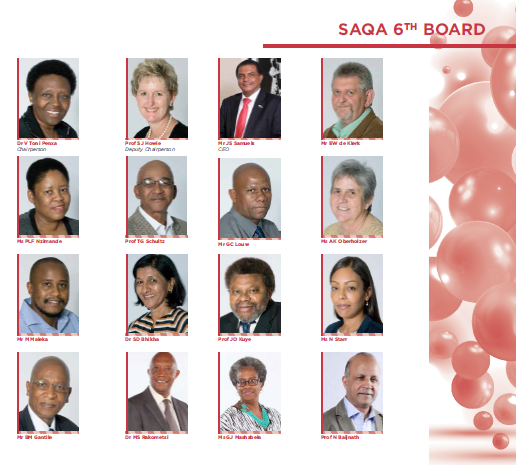 SAQA 6TH BOARD
Dr V Toni Penxa
Chairperson
Prof SJ Howie
Deputy Chairperson
Mr JS Samuels
CEO
Mr EW de Klerk
Ms PLF Nzimande
Prof TG Schultz
Mr GC Louw
Ms AK Oberholzer
Mr M Maleka
Dr SD Bhikha
Prof JO Kuye
Ms N Starr
Mr BM Gantile
Dr MS Rakometsi
Ms GJ Mashabela
Prof N Baijnath